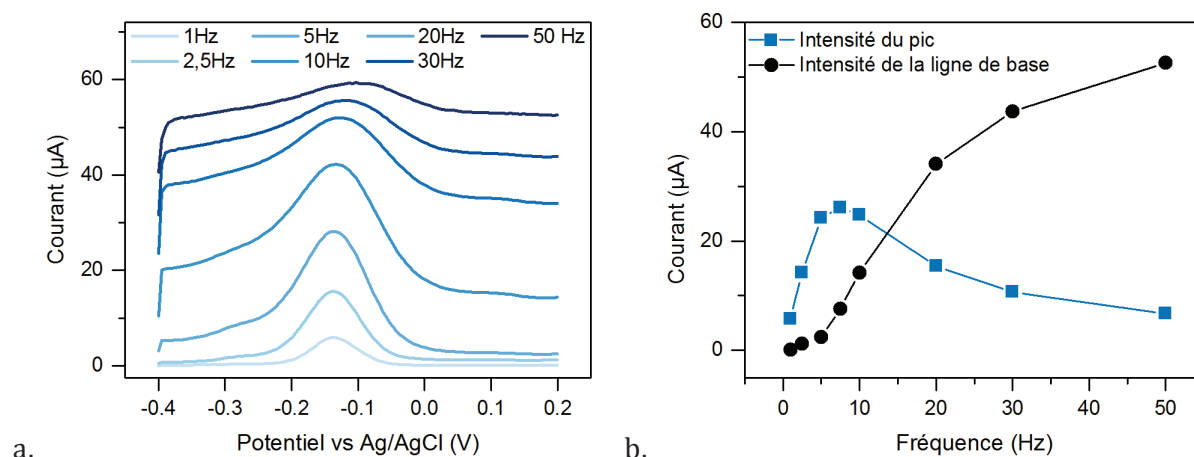 1Hz 5Hz 20Hz 50 Hz
2,5Hz 10Hz 30Hz
60
40
20
0
Courant (µA)
-0.4 -0.3 -0.2 -0.1 0.0 0.1 0.2
Potentiel vs Ag/AgCl (V)
a.
Intensité du pic
Intensité de la ligne de base
60
40
20
0
Courant (µA)
0 10 20 30 40 50
Fréquence (Hz)
b.